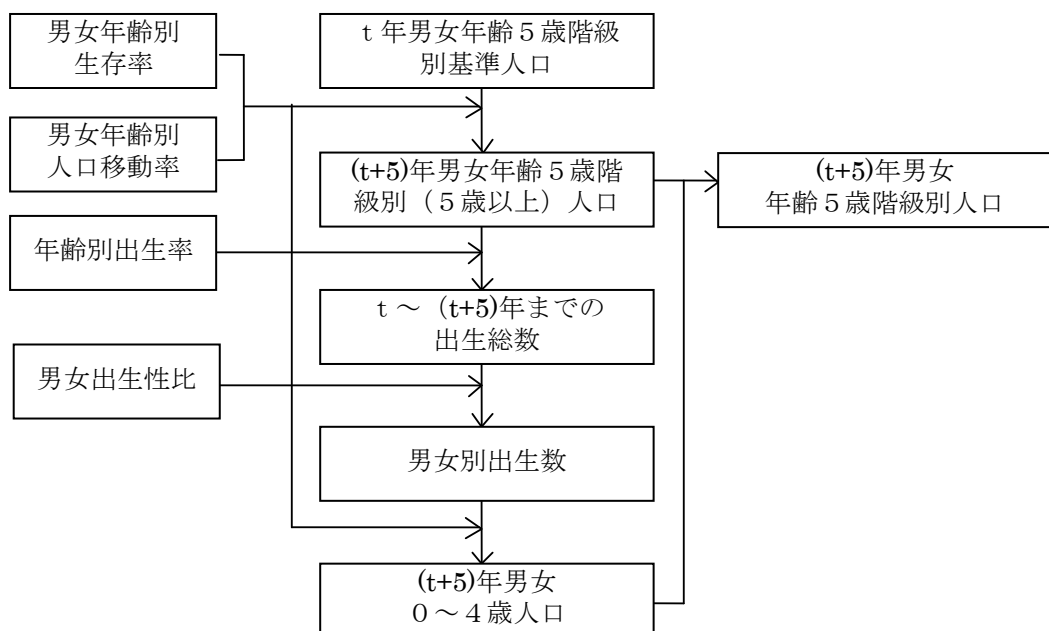 男女年齢別
生存率
ｔ年男女年齢５歳階級
別基準人口
男女年齢別
人口移動率
(t+5)年男女年齢５歳階
級別（５歳以上）人口
(t+5)年男女
年齢５歳階級別人口
年齢別出生率
ｔ～（t+5)年までの
出生総数
男女出生性比
男女別出生数
(t+5)年男女
０～４歳人口